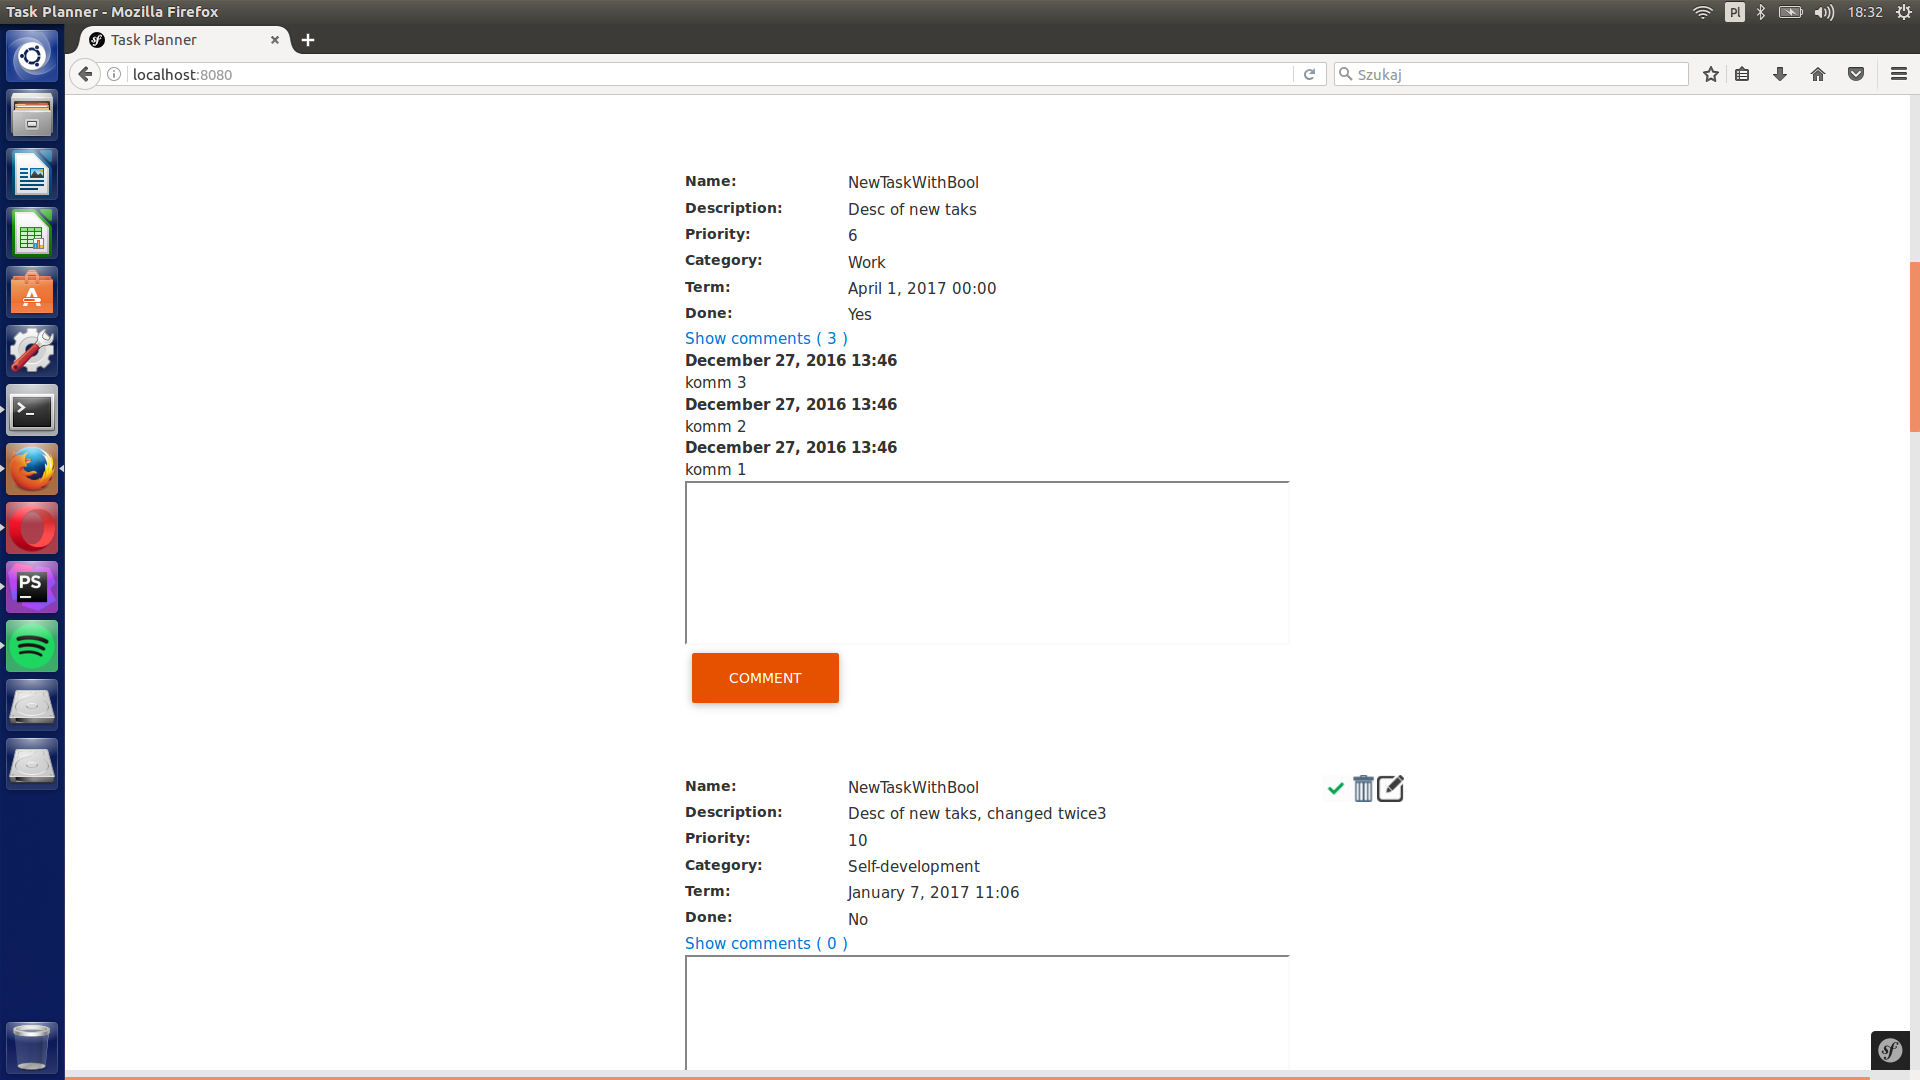 Task Planner - Mozilla Firefox
Pl
18:32
Task Planner
localhost:8080
Szukaj
Name: NewTaskWithBool
Description: Desc of new taks
Priority: 6
Category: Work
Term: April 1, 2017 00:00
Done: Yes
Show comments ( 3 )
December 27, 2016 13:46
komm 3
December 27, 2016 13:46
komm 2
December 27, 2016 13:46
komm 1
COMMENT
Name: NewTaskWithBool
Description: Desc of new taks, changed twice3
Priority: 10
Category: Self-development
Term: January 7, 2017 11:06
Done: No
Show comments ( 0 )
PS
sf